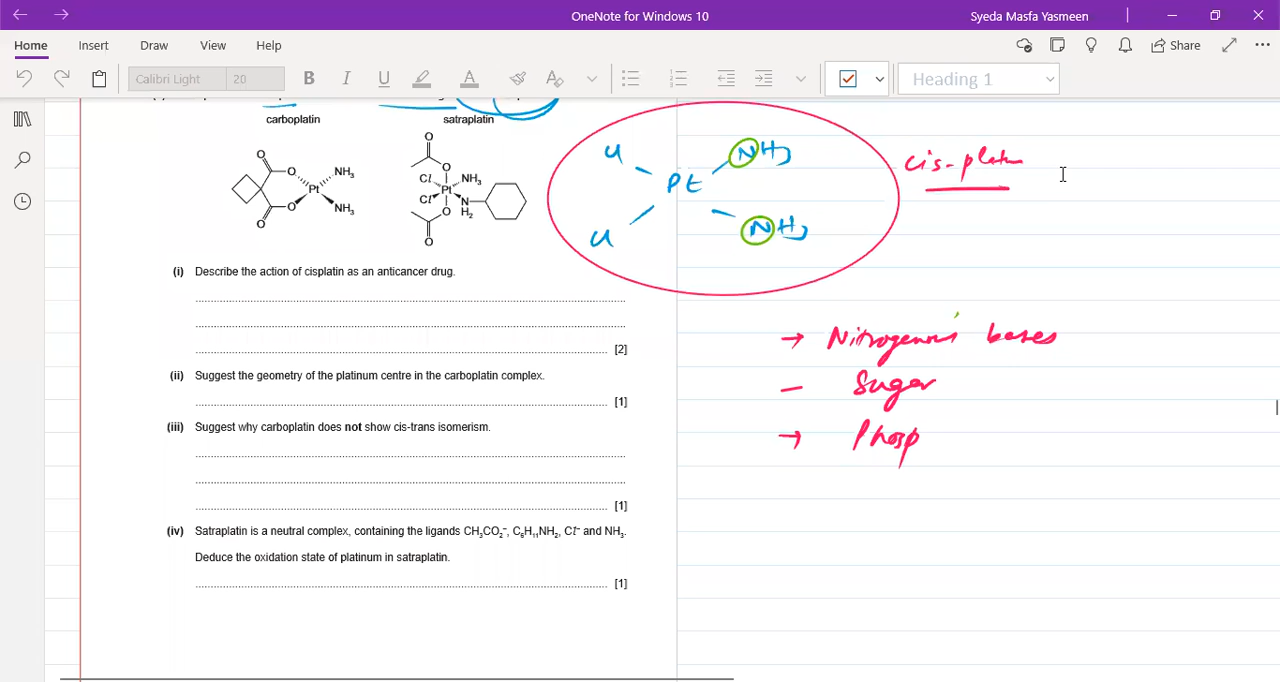 OneNote for Windows 10
Syeda Masfa Yasmeen
Home Insert Draw View Help
Share
Calibri Light 20 B I U A Heading 1
carboplatin satraplatin
O O O Pt NH3 NH3 O O
O O Cl NH3 Pt Cl N H2 O O
Pt NH3 NH3
cis-platin
(i) Describe the action of cisplatin as an anticancer drug.
[2]
(ii) Suggest the geometry of the platinum centre in the carboplatin complex.
[1]
(iii) Suggest why carboplatin does not show cis-trans isomerism.
[1]
(iv) Satraplatin is a neutral complex, containing the ligands CH3CO2–, C6H11NH2, Cl– and NH3.
Deduce the oxidation state of platinum in satraplatin.
[1]
→ Nitrogenous bases
– Sugar
→ Phosp